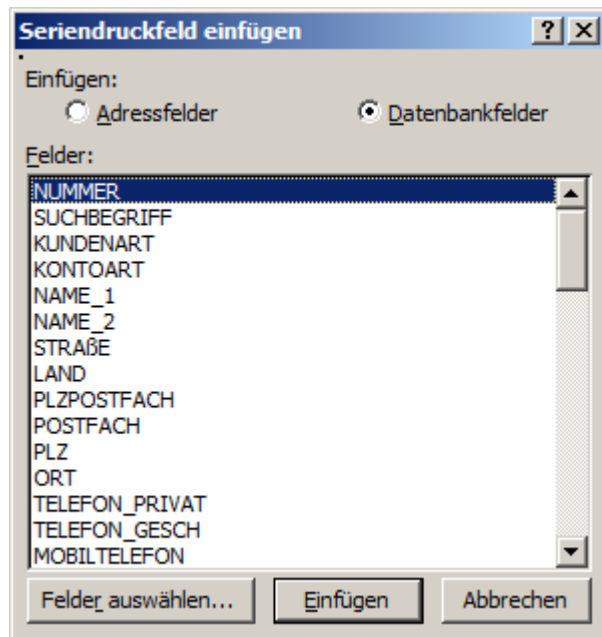 Seriendruckfeld einfügen
Einfügen:
Adressfelder Datenbankfelder
Felder:
NUMMER
SUCHBEGRIFF
KUNDENART
KONTOART
NAME_1
NAME_2
STRAßE
LAND
PLZPOSTFACH
POSTFACH
PLZ
ORT
TELEFON_PRIVAT
TELEFON_GESCH
MOBILTELEFON
Felder auswählen... Einfügen Abbrechen